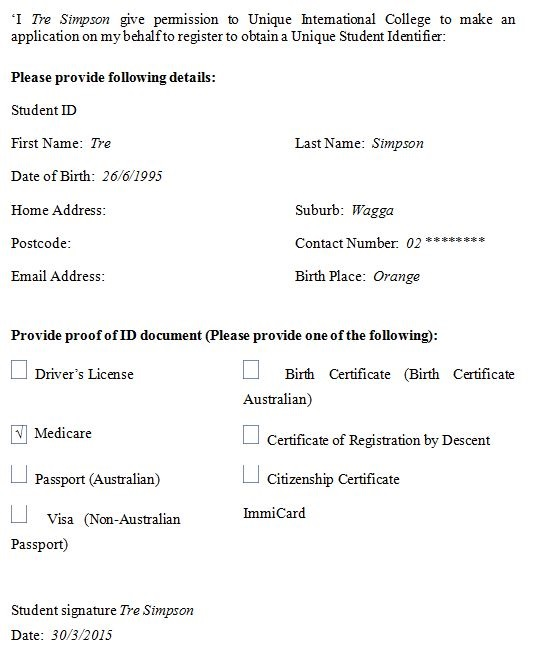 ‘I Tre Simpson give permission to Unique International College to make an
application on my behalf to register to obtain a Unique Student Identifier:
Please provide following details:
Student ID
First Name: Tre Last Name: Simpson
Date of Birth: 26/6/1995
Home Address: Suburb: Wagga
Postcode: Contact Number: 02 ********
Email Address: Birth Place: Orange
Provide proof of ID document (Please provide one of the following):
Driver’s License
Birth Certificate (Birth Certificate
Australian)
√ Medicare
Certificate of Registration by Descent
Passport (Australian)
Citizenship Certificate
Visa (Non-Australian
Passport)
ImmiCard
Student signature Tre Simpson
Date: 30/3/2015